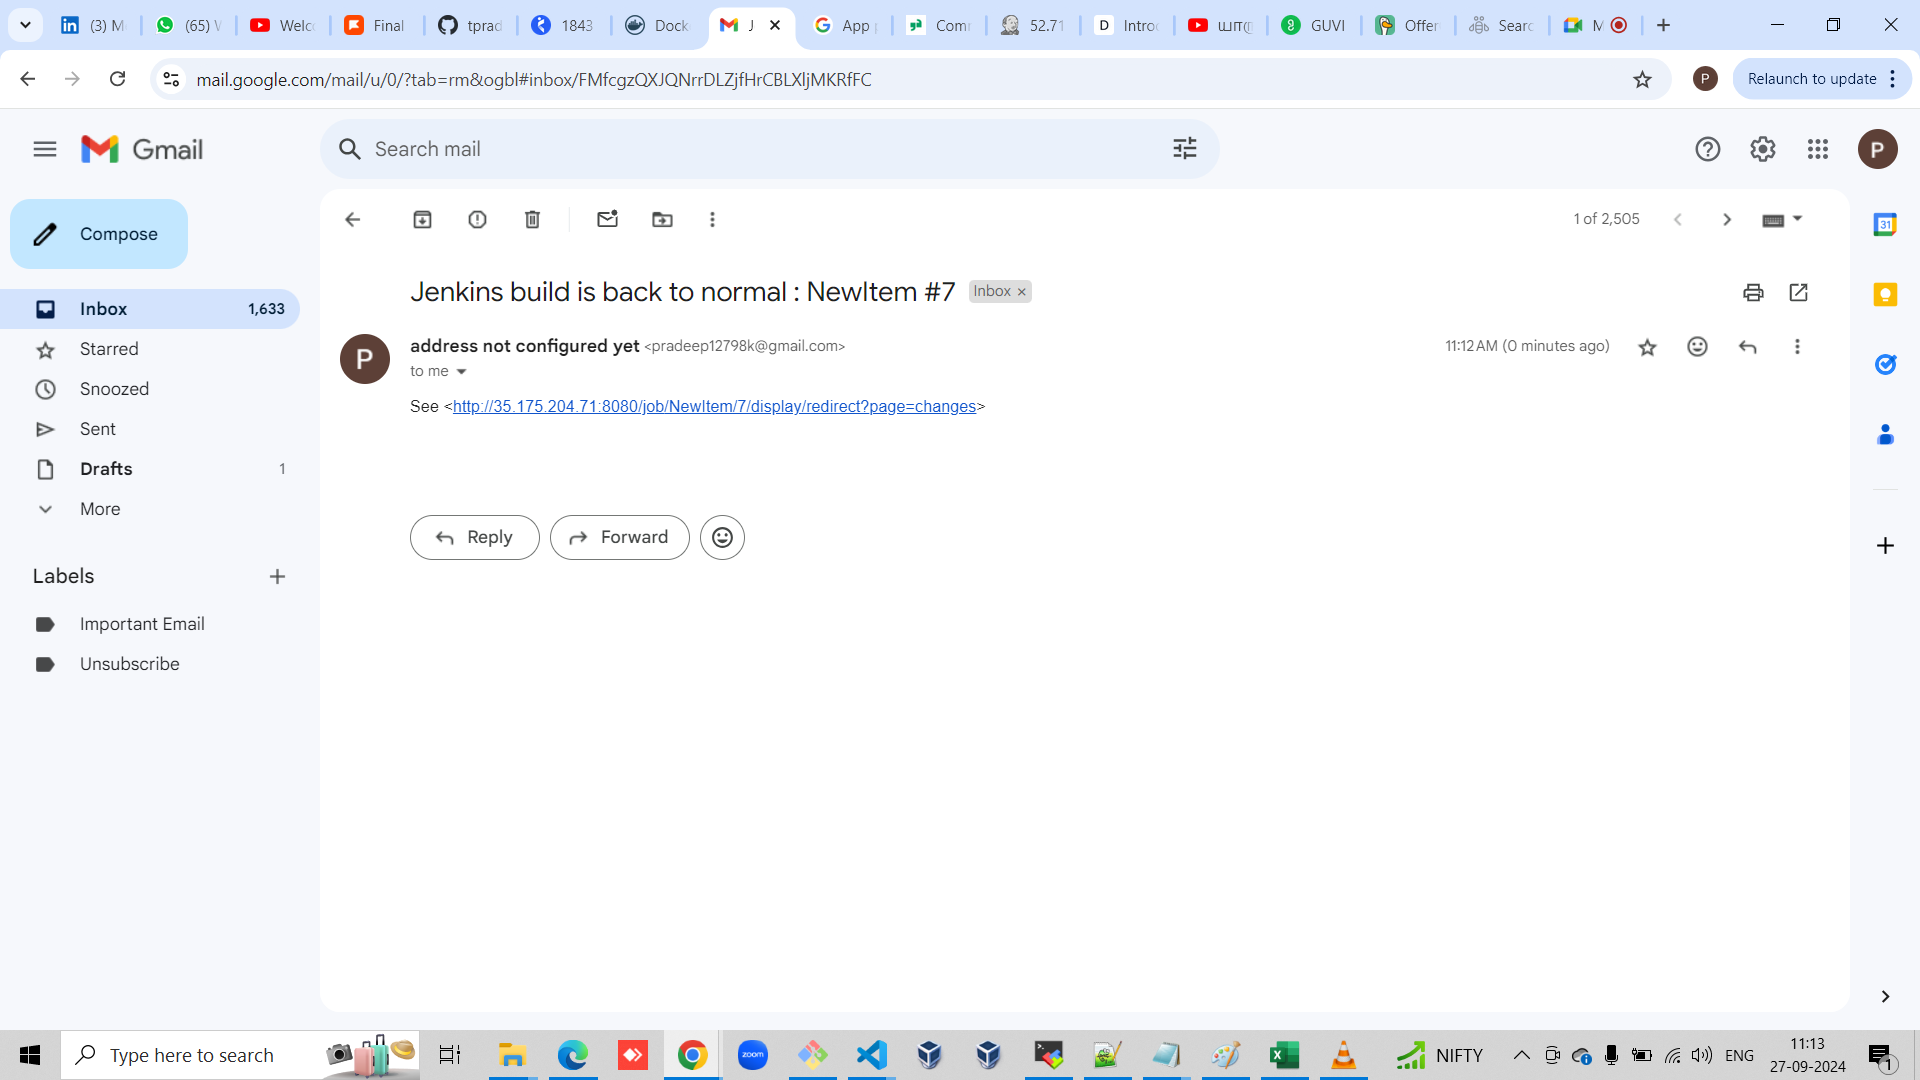 (3) M
(65) W
Welc
Final
tprad
1843
Dock
J
App p
Com
52.71
Intro
GUVI
Offer
Searc
M
mail.google.com/mail/u/0/?tab=rm&ogbl#inbox/FMfcgzQXJQNrrDLZjfHrCBLXljMKRfFC
P
Relaunch to update
Gmail
Search mail
P
Compose
1 of 2,505
31
Jenkins build is back to normal : NewItem #7
Inbox ×
Inbox 1,633
P
address not configured yet <pradeep12798k@gmail.com>
11:12 AM (0 minutes ago)
Starred
to me
Snoozed
See <http://35.175.204.71:8080/job/NewItem/7/display/redirect?page=changes>
Sent
Drafts 1
More
Reply
Forward
Labels
Important Email
Unsubscribe
Type here to search
zoom
NIFTY
ENG
11:13
27-09-2024
1